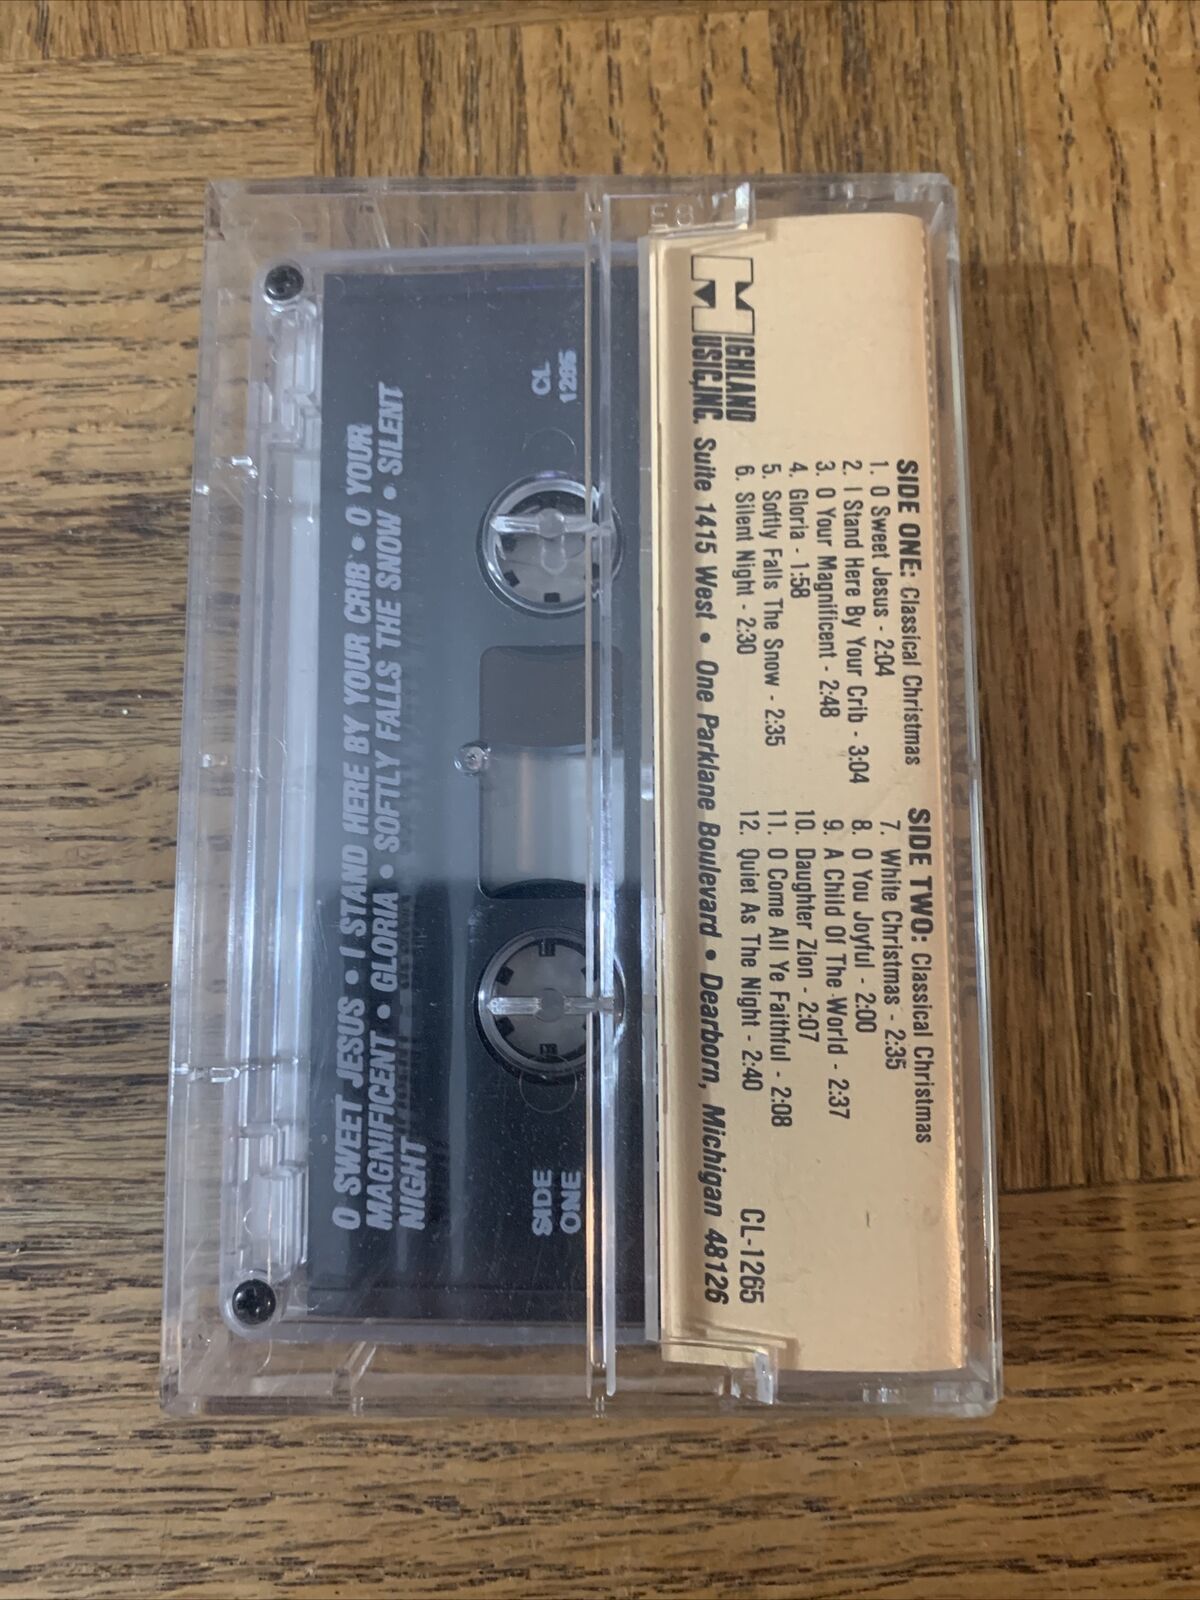 SIDE ONE: Classical Christmas
1. O Sweet Jesus - 2:04
2. I Stand Here By Your Crib - 3:04
3. O Your Magnificent - 2:48
4. Gloria - 1:58
5. Softly Falls The Snow - 2:35
6. Silent Night - 2:30
SIDE TWO: Classical Christmas
7. White Christmas - 2:35
8. O You Joyful - 2:00
9. A Child Of The World - 2:37
10. Daughter Zion - 2:07
11. O Come All Ye Faithful - 2:08
12. Quiet As The Night - 2:40
CL-1265
HIGHLAND
MUSIC, INC. Suite 1415 West • One Parklane Boulevard • Dearborn, Michigan 48126
CL
1265
SIDE
ONE
O SWEET JESUS • I STAND HERE BY YOUR CRIB • O YOUR
MAGNIFICENT • GLORIA • SOFTLY FALLS THE SNOW • SILENT
NIGHT